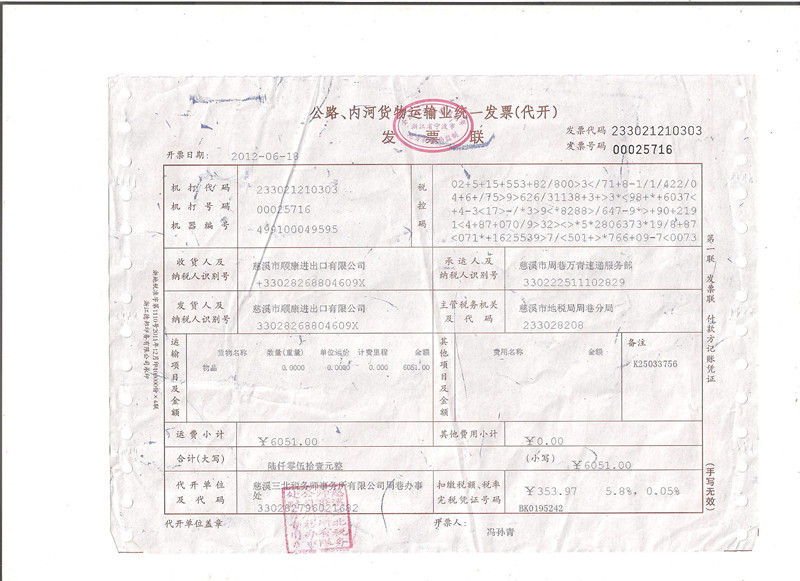 公路、内河货物运输业统一发票(代开)
发票联
浙江省宁波市
发票代码 233021210303
发票号码 00025716
开票日期: 2012-06-18
机打代码 233021210303
机打号码 00025716
机器编号 499100049595
税控码
02+5+15+553+82/800>3</71+8-1/1/422/0
4+6+/75>9>626/31138+3+>3*<98++*+6037<
+4-3<17>-/*3>9<*8288>/647-9*>+90+219
1<4+87+070/9>32><>*5*2806373*19/8+87
<071*+1625539>7/<501+>*766+09-7<0073
收货人及
纳税人识别号
慈溪市顺康进出口有限公司
+33028268804609X
承运人及
纳税人识别号
慈溪市周巷万青速递服务部
330222511102829
发货人及
纳税人识别号
慈溪市顺康进出口有限公司
33028268804609X
主管税务机关
及代码
慈溪市地税局周巷分局
233028208
运输项目及金额
货物名称 数量(重量) 单位运价 计费里程 金额
物品 0.0000 0.0000 0.000 6051.00
其他项目及金额
费用名称 金额
备注
K25033756
运费小计 ￥6051.00
其他费用小计 ￥0.00
合计(大写) 陆仟零伍拾壹元整
(小写) ￥6051.00
代开单位
及代码
慈溪三北税务师事务所有限公司周巷办事
处
330282796021682
扣缴税额、税率
完税凭证号码
￥353.97 5.8%, 0.05%
BK0195242
代开单位盖章
开票人: 冯孙青
第一联 发票联 付款方记账凭证
(手写无效)